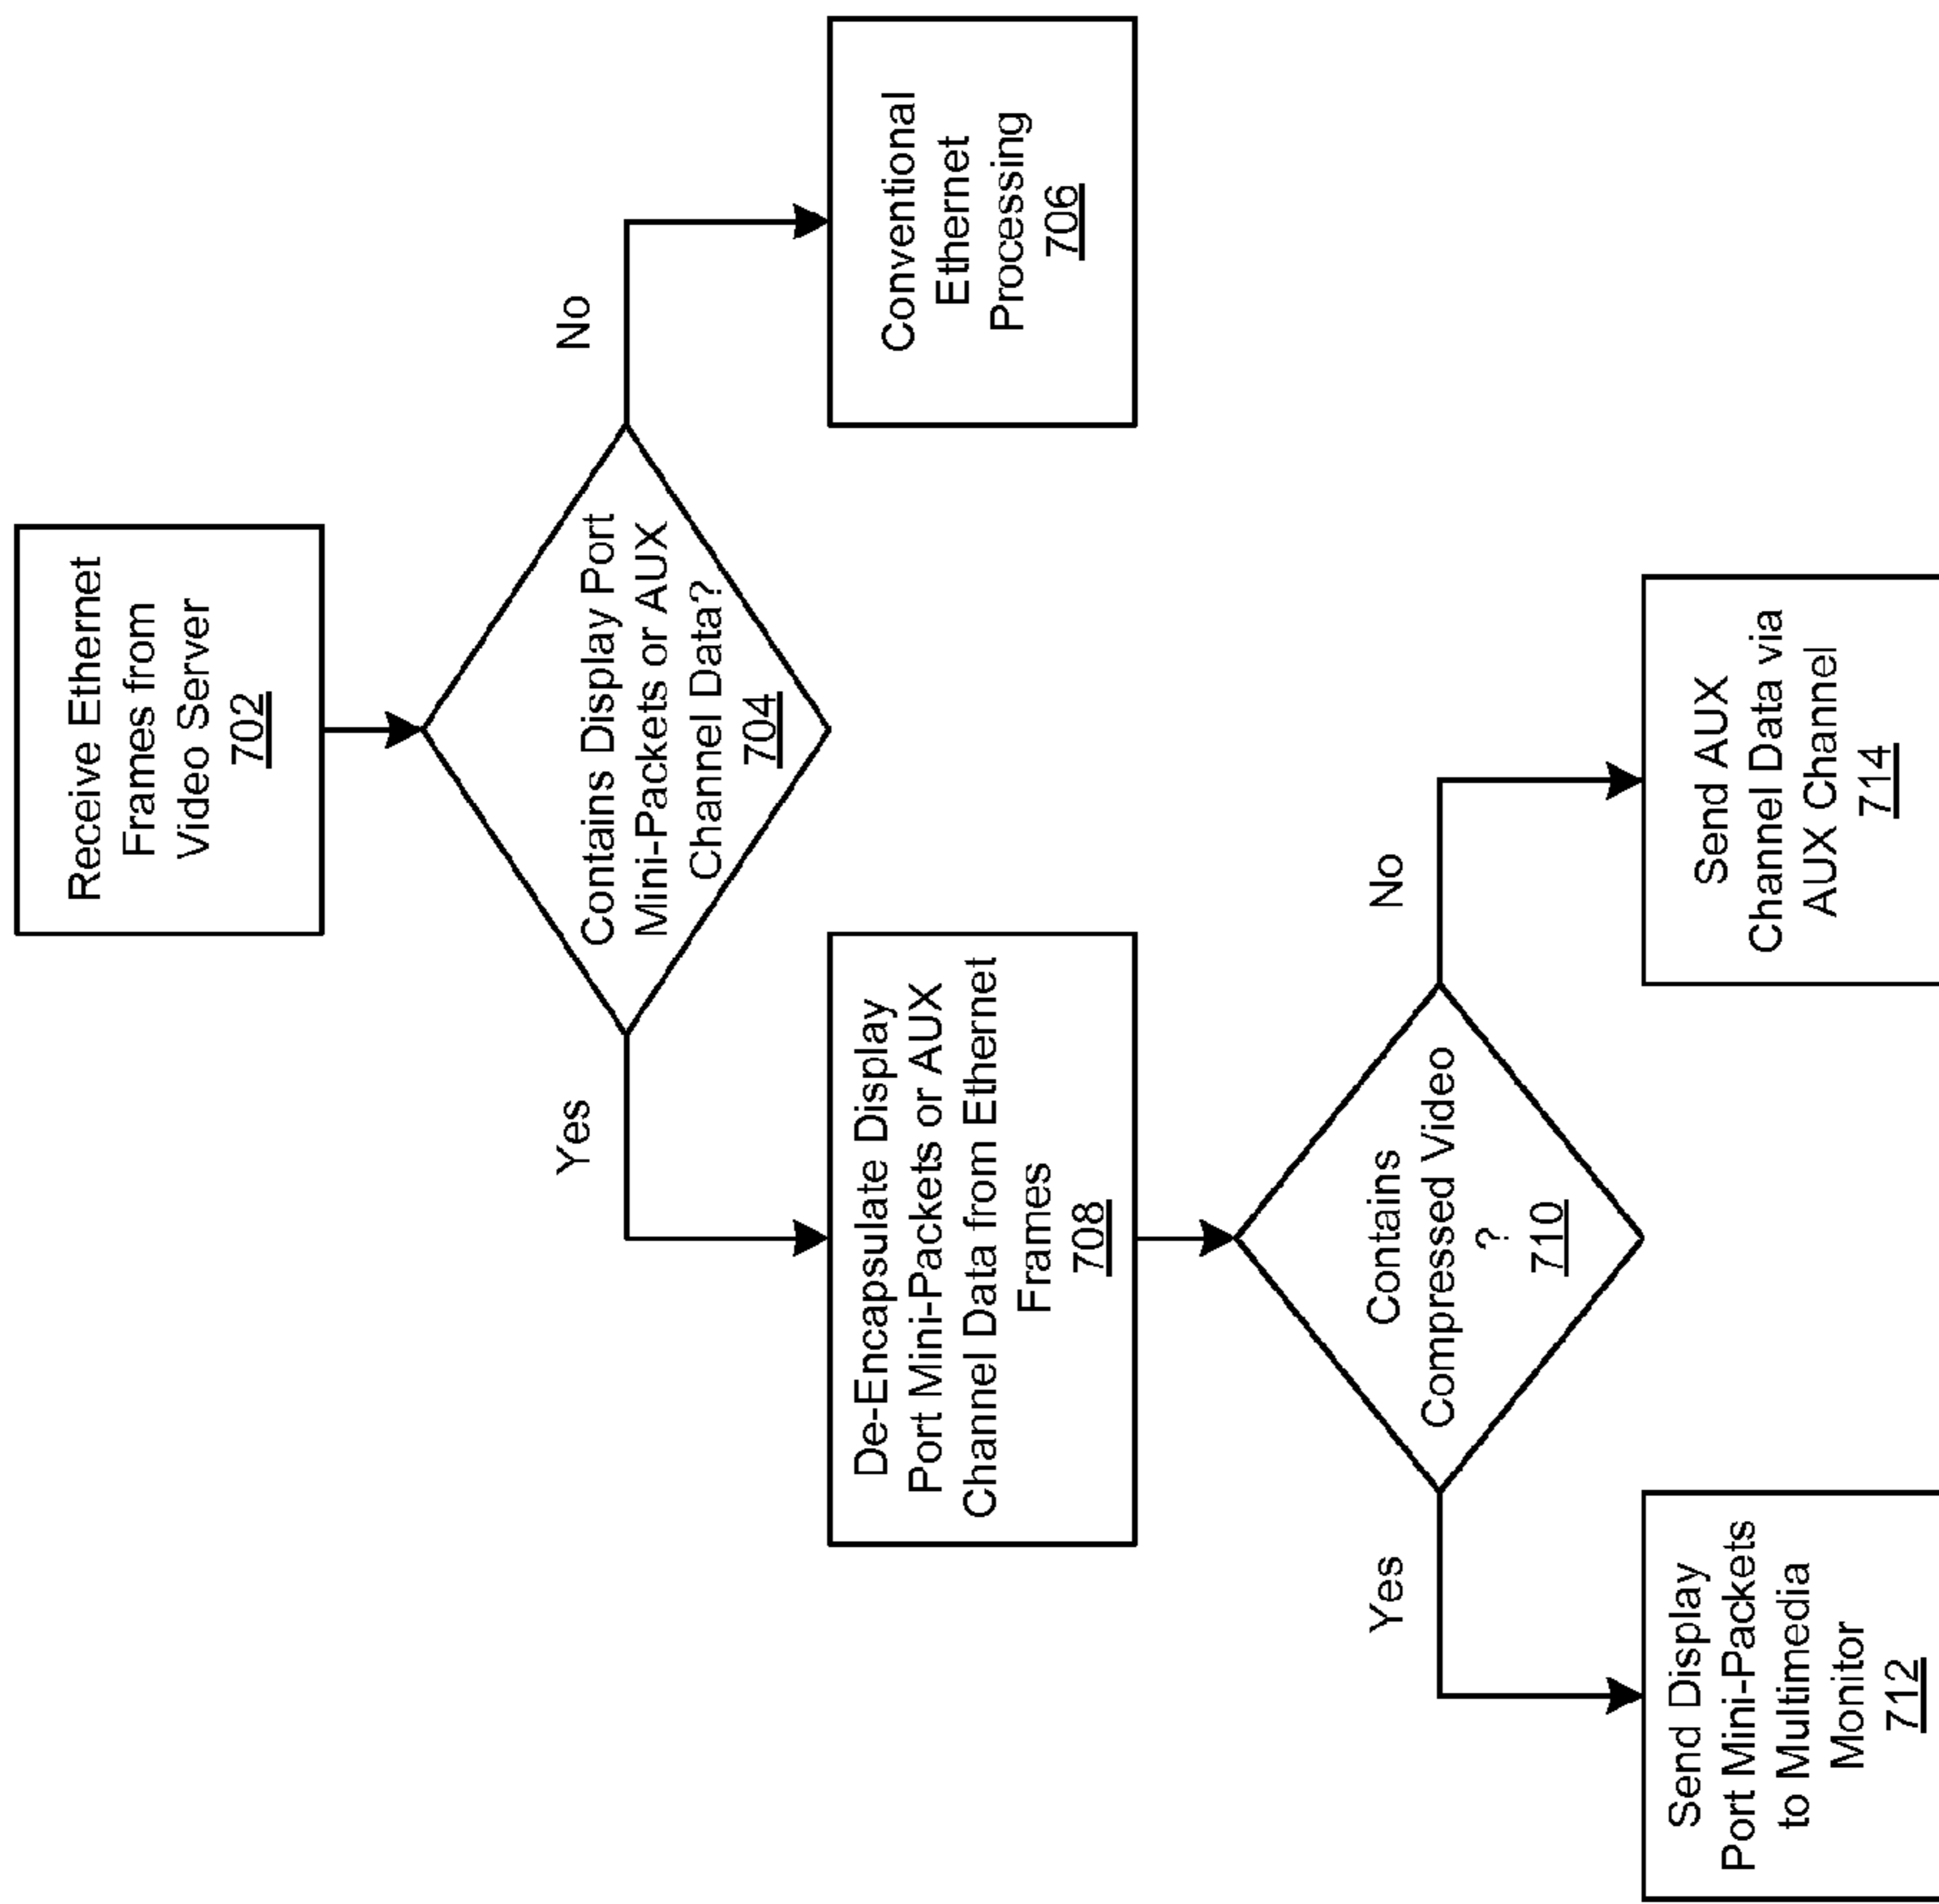 Receive Ethernet
Frames from
Video Server
702
Contains Display Port
Mini-Packets or AUX
Channel Data?
704
Yes
No
Conventional
Ethernet
Processing
706
De-Encapsulate Display
Port Mini-Packets or AUX
Channel Data from Ethernet
Frames
708
Contains
Compressed Video
?
710
Yes
No
Send Display
Port Mini-Packets
to Multimedia
Monitor
712
Send AUX
Channel Data via
AUX Channel
714